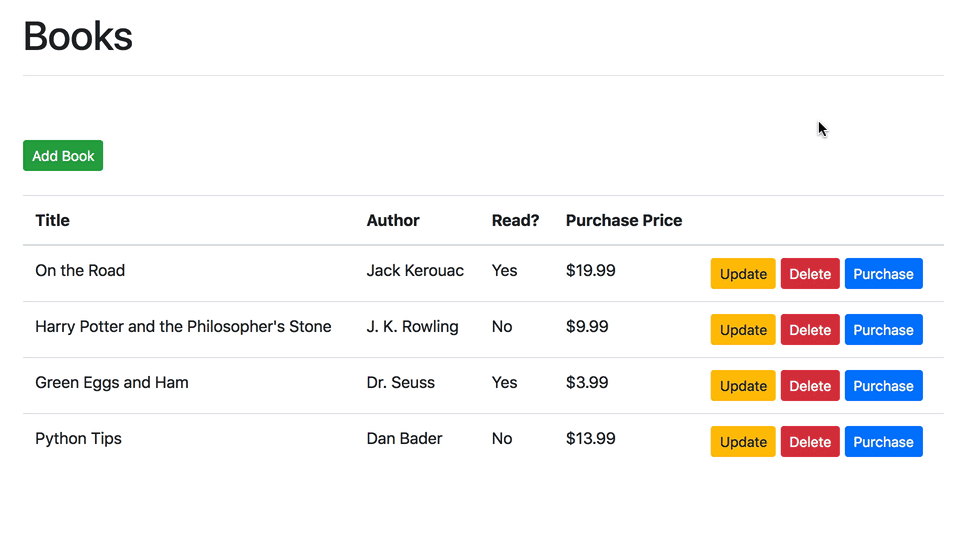 Books
Add Book
Title Author Read? Purchase Price
On the Road Jack Kerouac Yes $19.99 Update Delete Purchase
Harry Potter and the Philosopher's Stone J. K. Rowling No $9.99 Update Delete Purchase
Green Eggs and Ham Dr. Seuss Yes $3.99 Update Delete Purchase
Python Tips Dan Bader No $13.99 Update Delete Purchase